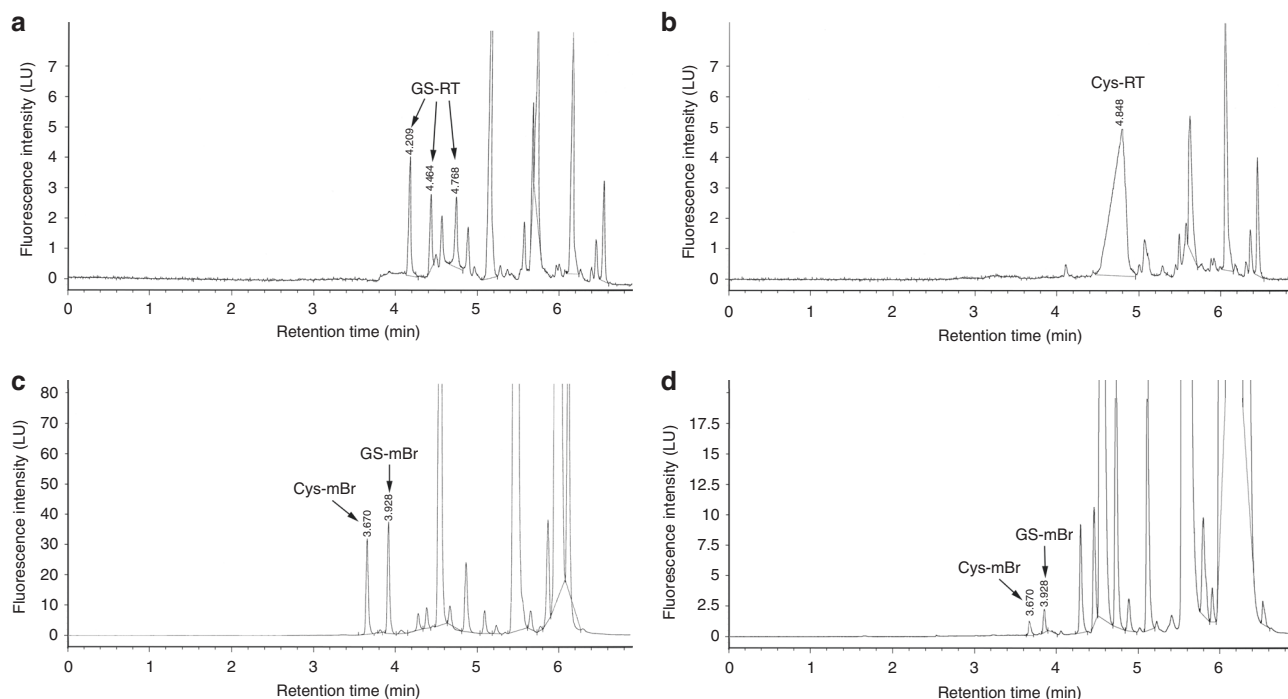 a
Fluorescence intensity (LU)
7
6
5
4
3
2
1
0
GS-RT
4.209
4.464
4.768
0 1 2 3 4 5 6
Retention time (min)
b
Fluorescence intensity (LU)
7
6
5
4
3
2
1
0
Cys-RT
4.848
0 1 2 3 4 5 6
Retention time (min)
c
Fluorescence intensity (LU)
80
70
60
50
40
30
20
10
0
GS-mBr
Cys-mBr
3.670
3.928
0 1 2 3 4 5 6
Retention time (min)
d
Fluorescence intensity (LU)
17.5
15
12.5
10
7.5
5
2.5
0
GS-mBr
Cys-mBr
3.670
3.928
0 1 2 3 4 5 6
Retention time (min)